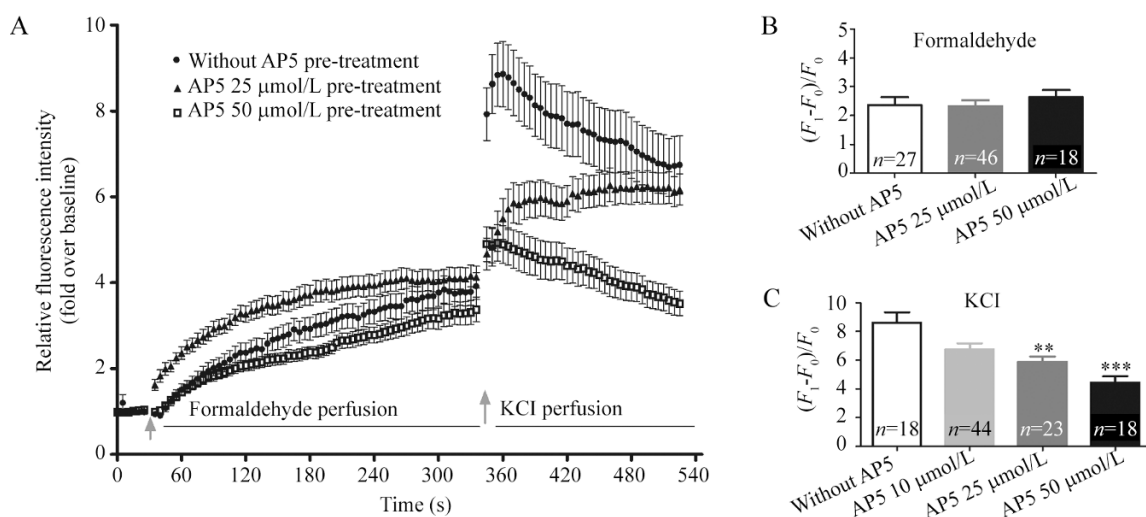 A
Relative fluorescence intensity
(fold over baseline)
10
8
6
4
2
1
0
Without AP5 pre-treatment
AP5 25 μmol/L pre-treatment
AP5 50 μmol/L pre-treatment
Formaldehyde perfusion
KCI perfusion
0 60 120 180 240 300 360 420 480 540
Time (s)
B
Formaldehyde
(F₁-F₀)/F₀
5
4
3
2
1
0
n=27 n=46 n=18
Without AP5
AP5 25 μmol/L
AP5 50 μmol/L
C
KCI
(F₁-F₀)/F₀
10
8
6
4
2
0
** ***
n=18 n=44 n=23 n=18
Without AP5
AP5 10 μmol/L
AP5 25 μmol/L
AP5 50 μmol/L